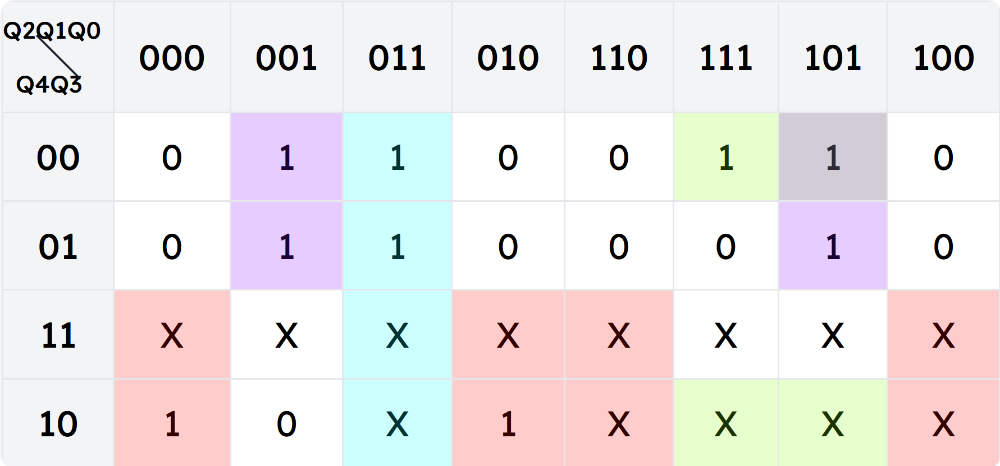 Q2Q1Q0
Q4Q3
000 001 011 010 110 111 101 100
00 0 1 1 0 0 1 1 0
01 0 1 1 0 0 0 1 0
11 X X X X X X X X
10 1 0 X 1 X X X X